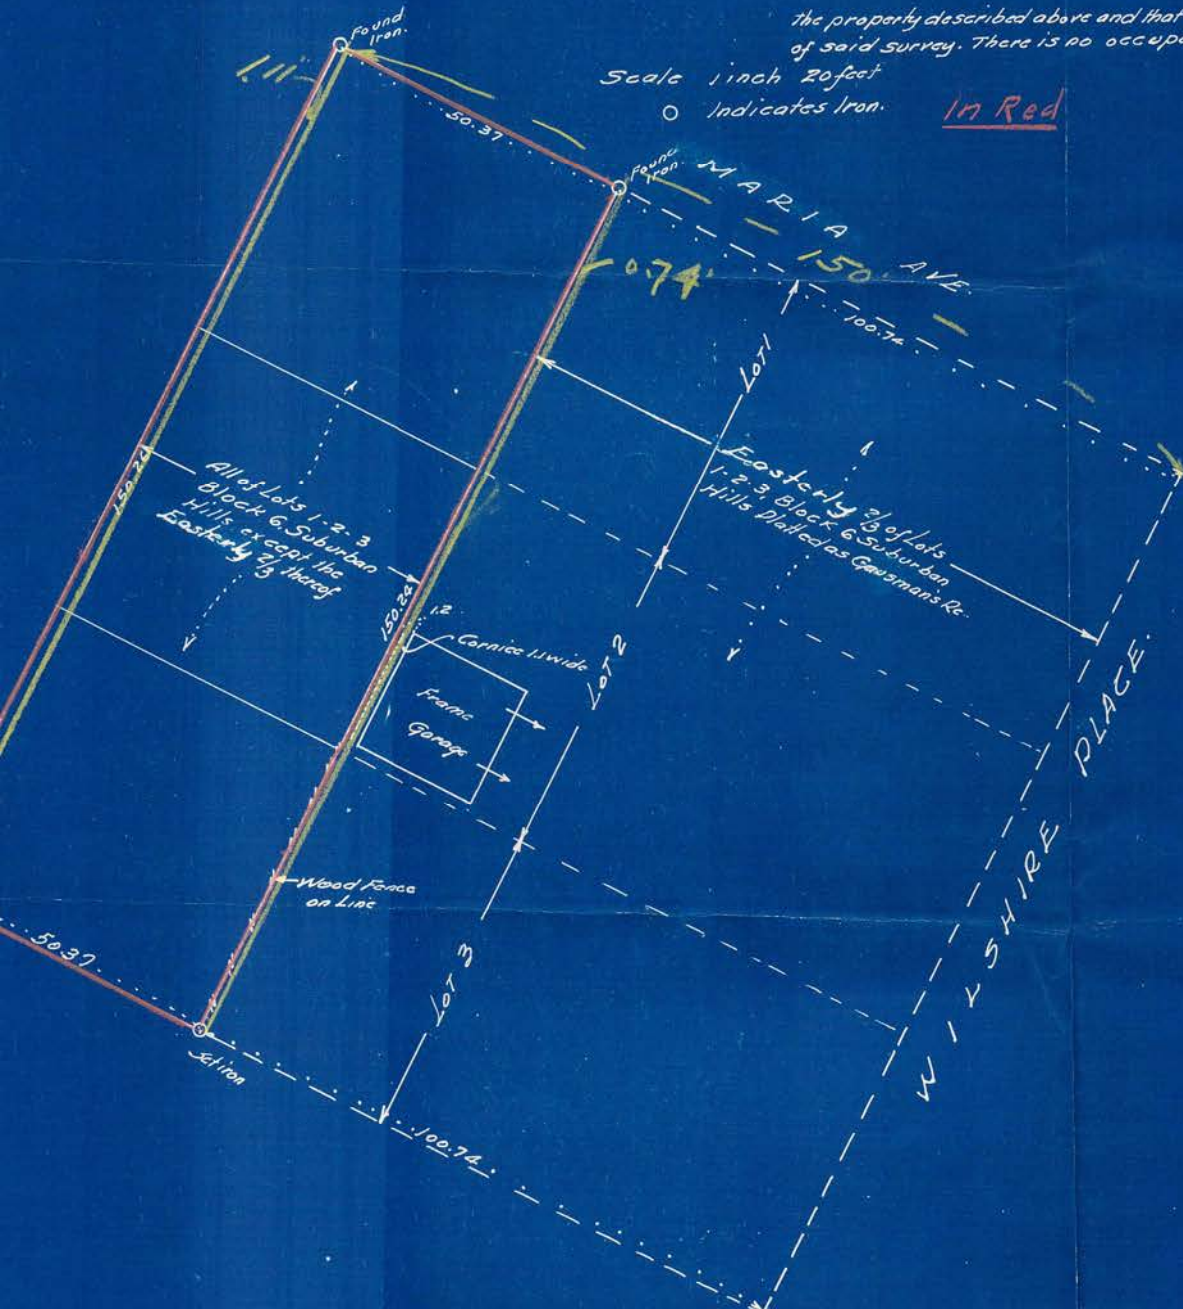 the property described above and that
of said survey. There is no occupa
Scale 1 inch 20 feet
O Indicates Iron.
In Red
Found
Iron.
1.11
50.37
Found
Iron
MARIA AVE.
0.74
150
100.74
LOT 1
Easterly 2/3 of Lots
1-2-3, Block 6 Suburban
Hills Platted as Gausmans Re-
All of Lots 1-2-3
Block 6. Suburban
Hills except the
Easterly 2/3 thereof
150.24
150.24
1.2
Cornice 1.1 wide
Frame
Garage
LOT 2
WILSHIRE PLACE.
Wood Fence
on Line
50.37
LOT 3
Set iron
100.74